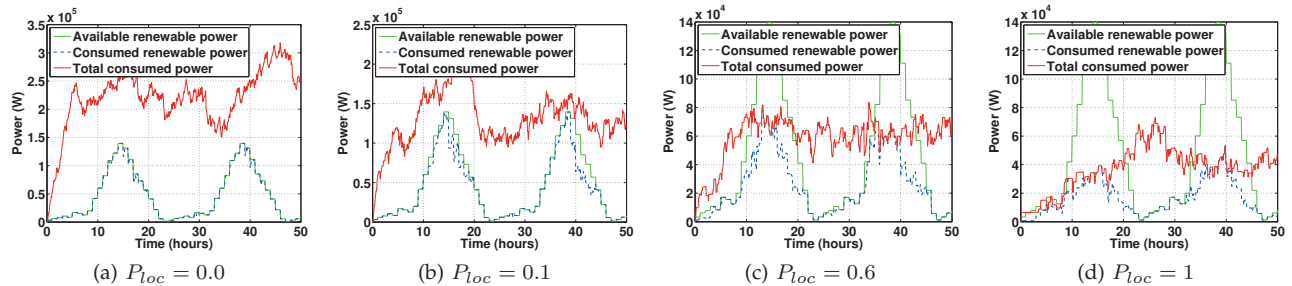 x 10^5
3.5
3
2.5
2
1.5
1
0.5
0
Power (W)
Available renewable power
Consumed renewable power
Total consumed power
0 10 20 30 40 50
Time (hours)
(a) P_loc = 0.0
x 10^5
2.5
2
1.5
1
0.5
0
Power (W)
Available renewable power
Consumed renewable power
Total consumed power
0 10 20 30 40 50
Time (hours)
(b) P_loc = 0.1
x 10^4
14
12
10
8
6
4
2
0
Power (W)
Available renewable power
Consumed renewable power
Total consumed power
0 10 20 30 40 50
Time (hours)
(c) P_loc = 0.6
x 10^4
14
12
10
8
6
4
2
0
Power (W)
Available renewable power
Consumed renewable power
Total consumed power
0 10 20 30 40 50
Time (hours)
(d) P_loc = 1